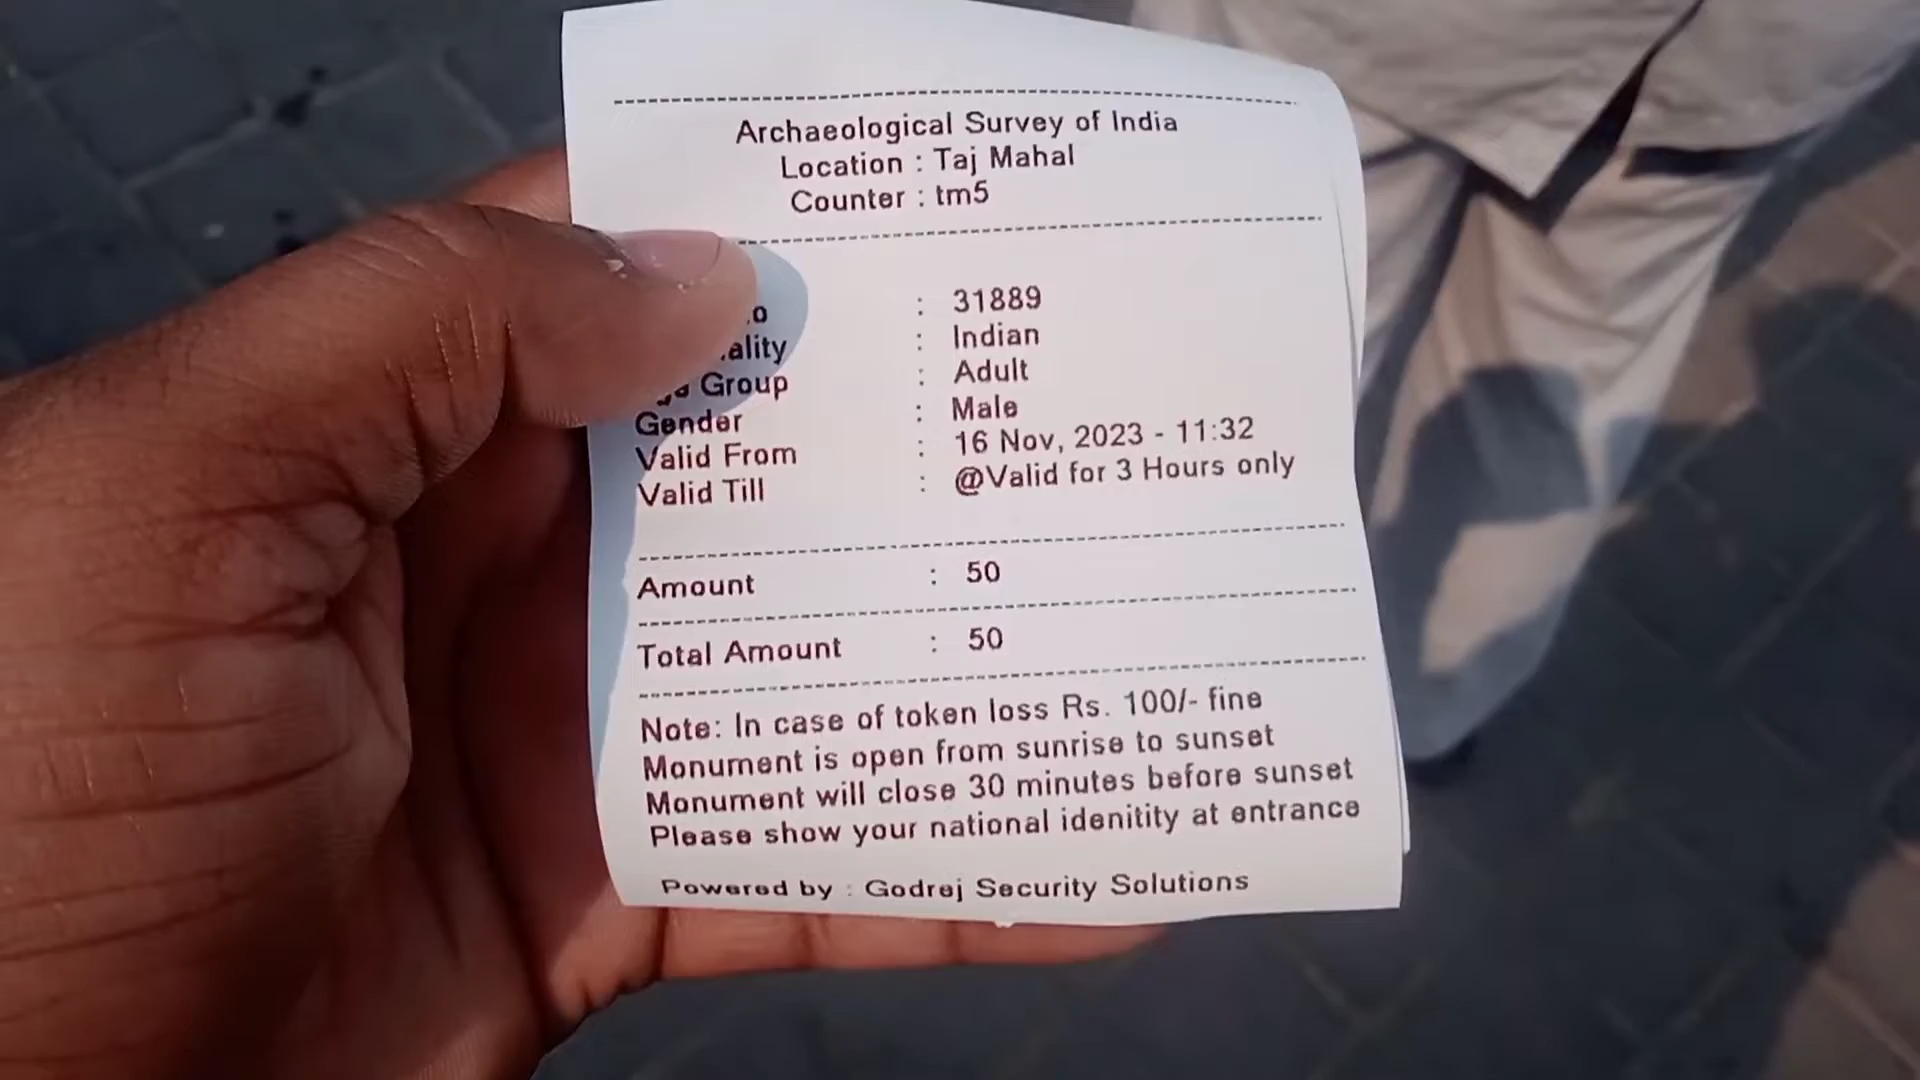 Archaeological Survey of India
Location : Taj Mahal
Counter : tm5
: 31889
: Indian
Group : Adult
Gender : Male
Valid From : 16 Nov, 2023 - 11:32
Valid Till : @Valid for 3 Hours only
Amount : 50
Total Amount : 50
Note: In case of token loss Rs. 100/- fine
Monument is open from sunrise to sunset
Monument will close 30 minutes before sunset
Please show your national idenitity at entrance
Powered by : Godrej Security Solutions